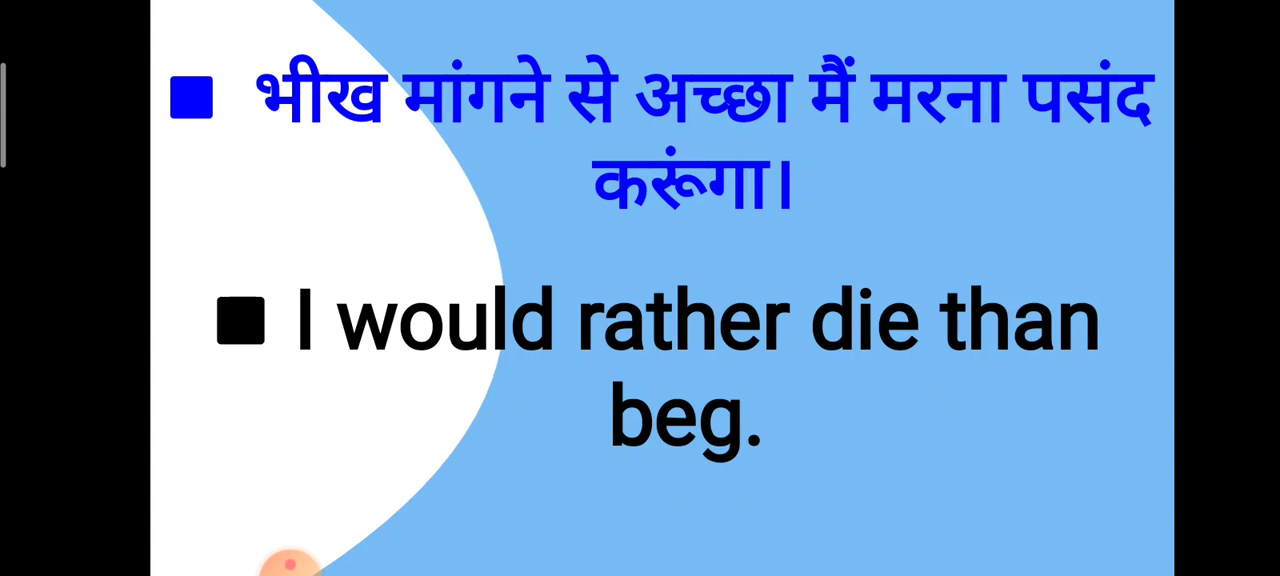 ■ भीख मांगने से अच्छा मैं मरना पसंद
करूंगा।
■ I would rather die than
beg.